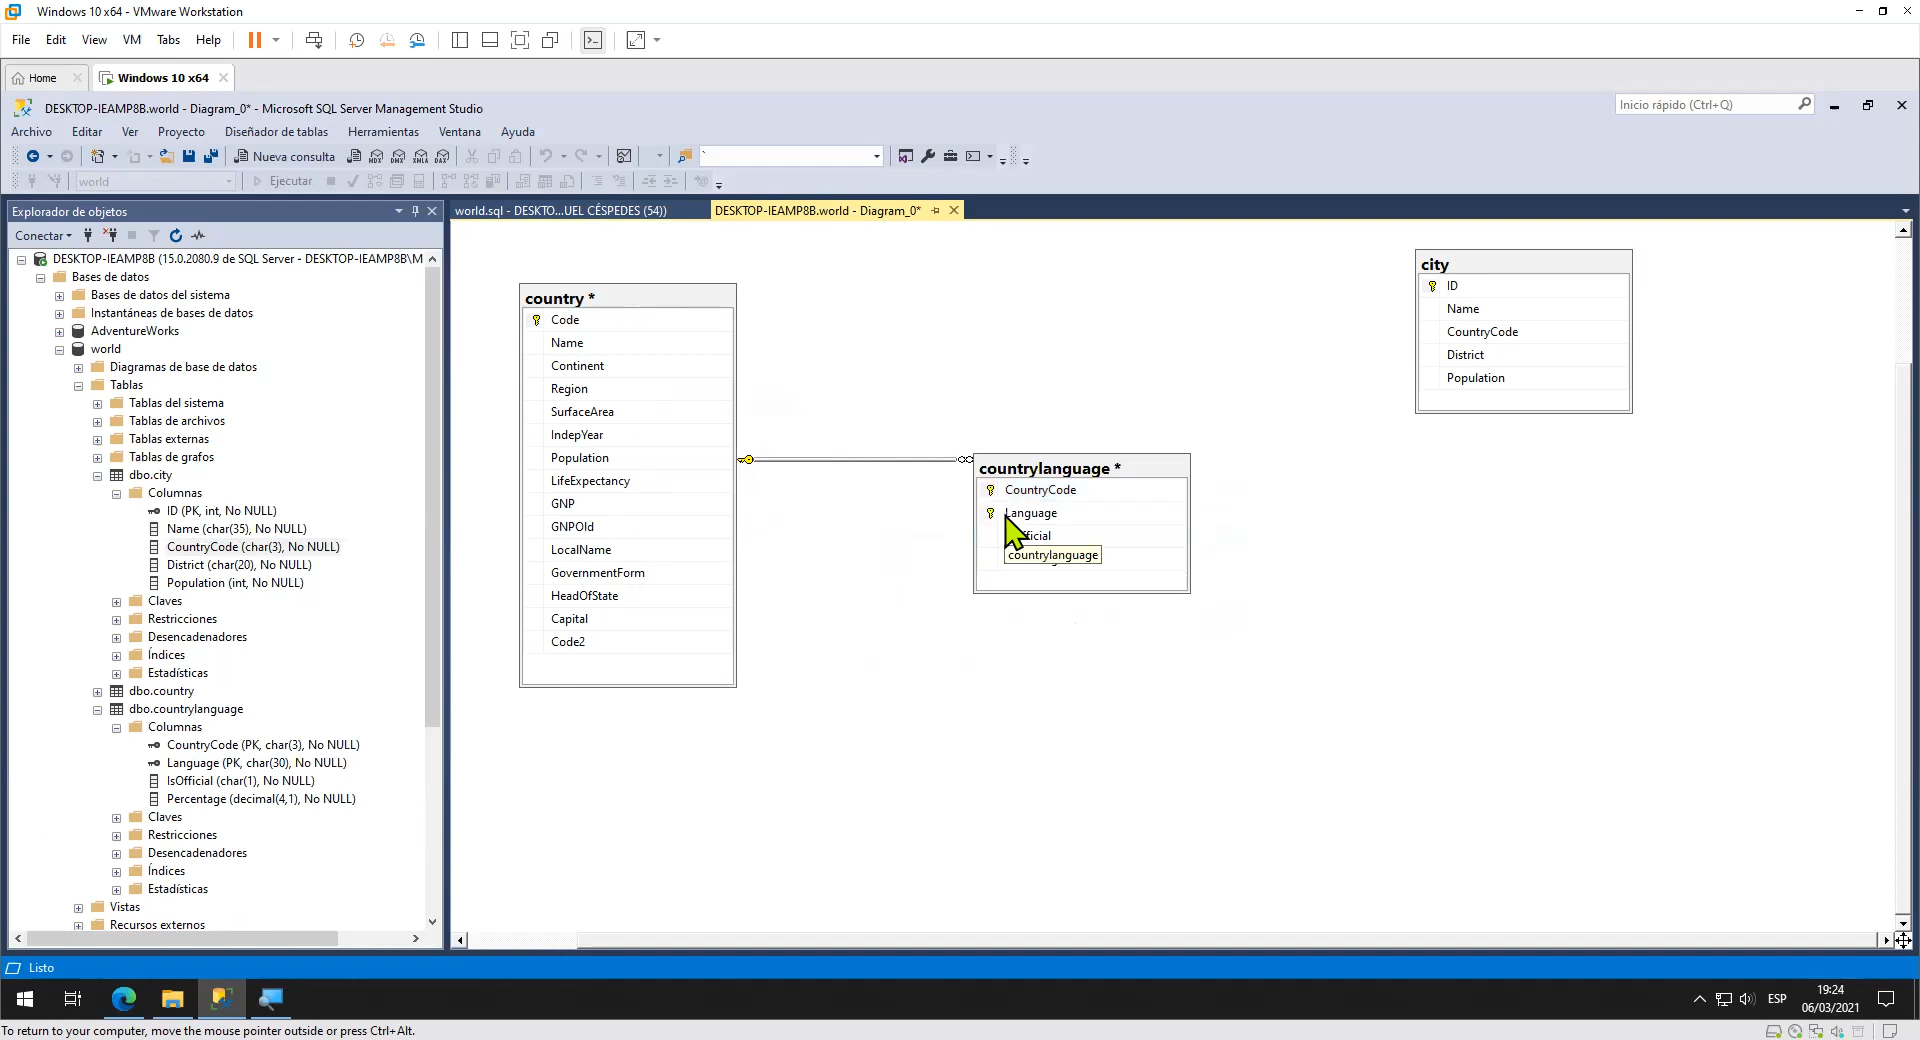 Windows 10 x64 - VMware Workstation
File Edit View VM Tabs Help
Home
Windows 10 x64
DESKTOP-IEAMP8B.world - Diagram_0* - Microsoft SQL Server Management Studio
Inicio rápido (Ctrl+Q)
Archivo Editar Ver Proyecto Diseñador de tablas Herramientas Ventana Ayuda
Nueva consulta
MDX
DMX
XMLA
DAX
`
world
Ejecutar
Explorador de objetos
world.sql - DESKTO...UEL CÉSPEDES (54))
DESKTOP-IEAMP8B.world - Diagram_0*
Conectar
DESKTOP-IEAMP8B (15.0.2080.9 de SQL Server - DESKTOP-IEAMP8B\M
Bases de datos
Bases de datos del sistema
Instantáneas de bases de datos
AdventureWorks
world
Diagramas de base de datos
Tablas
Tablas del sistema
Tablas de archivos
Tablas externas
Tablas de grafos
dbo.city
Columnas
ID (PK, int, No NULL)
Name (char(35), No NULL)
CountryCode (char(3), No NULL)
District (char(20), No NULL)
Population (int, No NULL)
Claves
Restricciones
Desencadenadores
Índices
Estadísticas
dbo.country
dbo.countrylanguage
Columnas
CountryCode (PK, char(3), No NULL)
Language (PK, char(30), No NULL)
IsOfficial (char(1), No NULL)
Percentage (decimal(4,1), No NULL)
Claves
Restricciones
Desencadenadores
Índices
Estadísticas
Vistas
Recursos externos
country *
Code
Name
Continent
Region
SurfaceArea
IndepYear
Population
LifeExpectancy
GNP
GNPOld
LocalName
GovernmentForm
HeadOfState
Capital
Code2
countrylanguage *
CountryCode
Language
countrylanguage
city
ID
Name
CountryCode
District
Population
Listo
ESP
19:24
06/03/2021
To return to your computer, move the mouse pointer outside or press Ctrl+Alt.